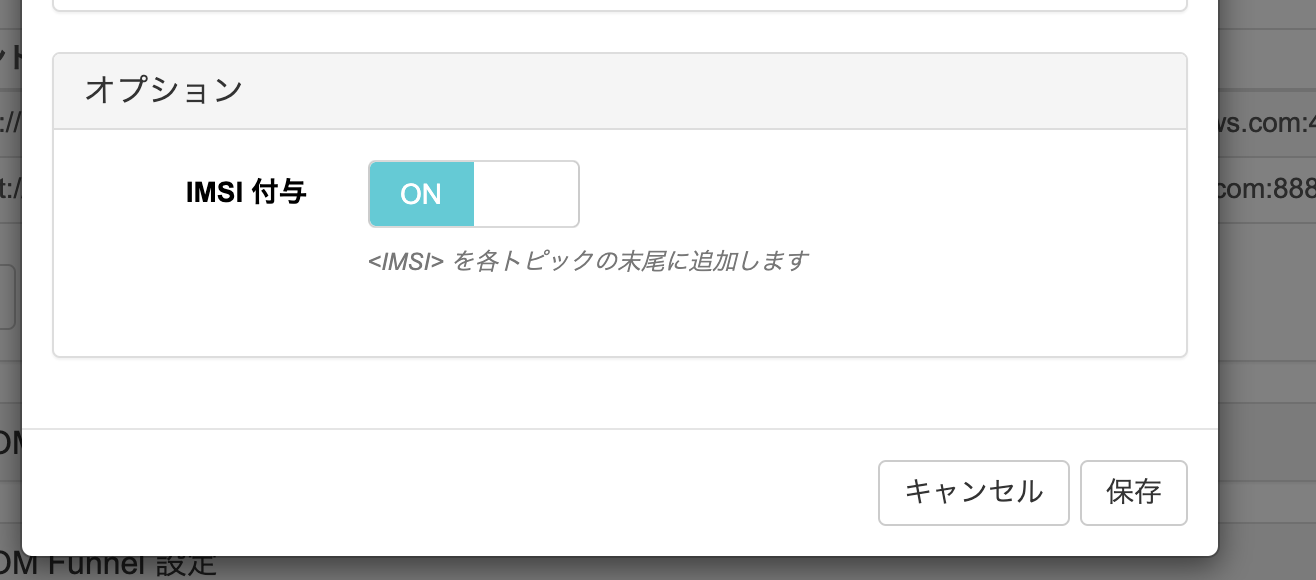 オプション
://
ws.com:4
IMSI 付与
ON
t://
com:888
<IMSI> を各トピックの末尾に追加します
キャンセル
保存
DM Funnel 設定